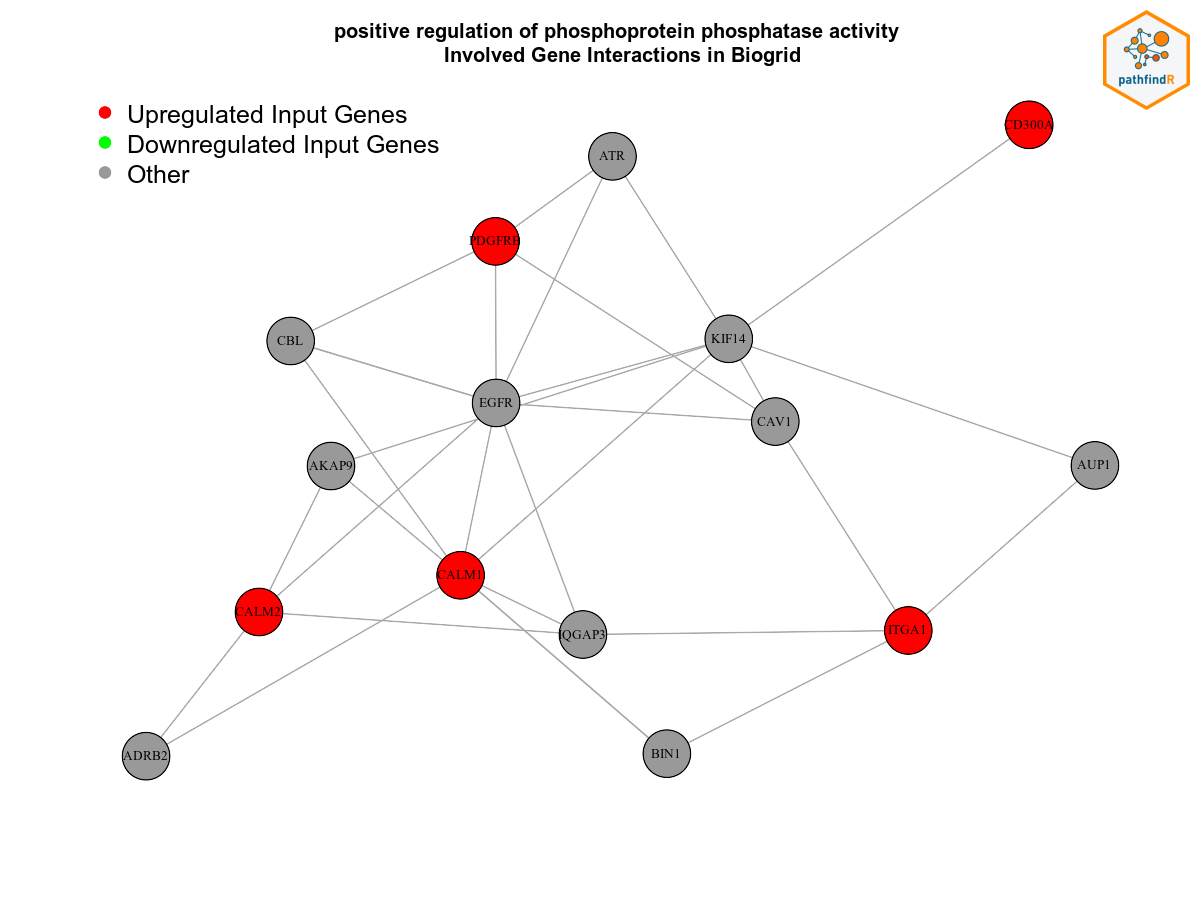 positive regulation of phosphoprotein phosphatase activity
Involved Gene Interactions in Biogrid
pathfindR
Upregulated Input Genes
Downregulated Input Genes
Other
CD300A
ATR
PDGFRB
CBL
KIF14
EGFR
CAV1
AKAP9
AUP1
CALM1
CALM2
IQGAP3
ITGA1
ADRB2
BIN1